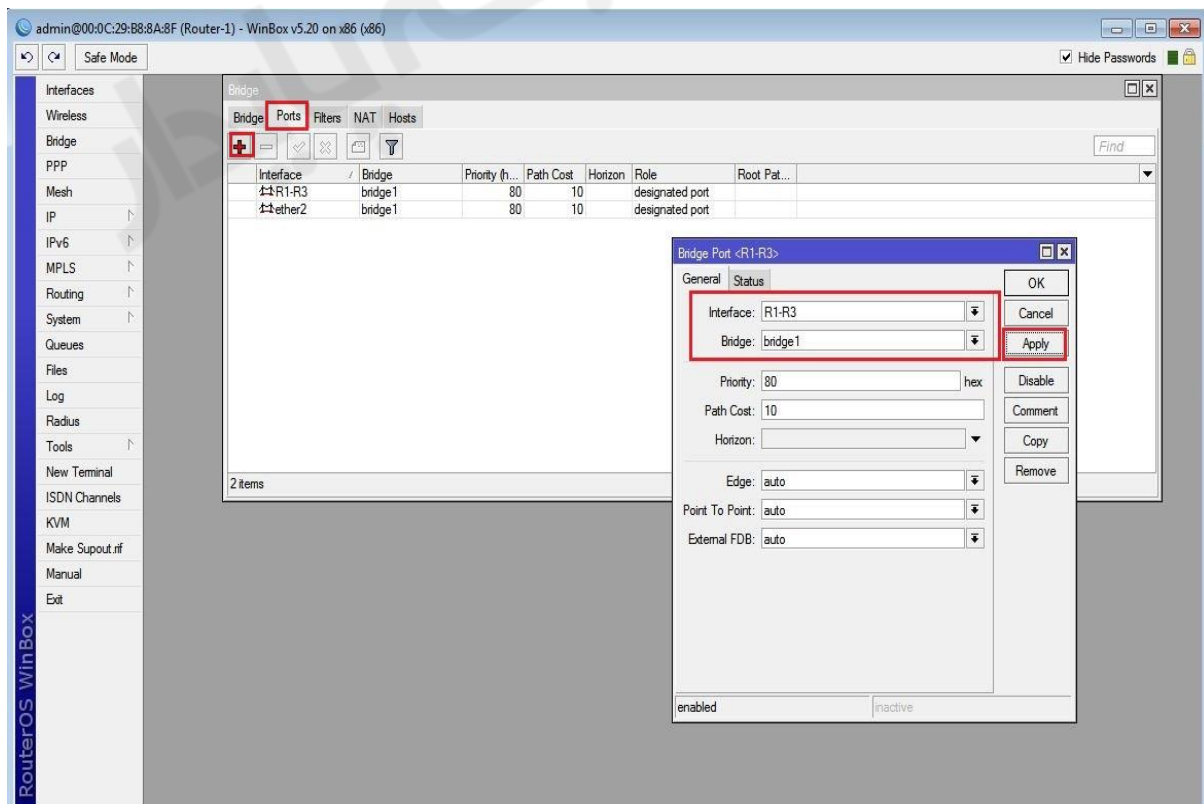 admin@00:0C:29:B8:8A:8F (Router-1) - WinBox v5.20 on x86 (x86)
Safe Mode
Hide Passwords
Interfaces
Wireless
Bridge
PPP
Mesh
IP
IPv6
MPLS
Routing
System
Queues
Files
Log
Radius
Tools
New Terminal
ISDN Channels
KVM
Make Supout.rif
Manual
Exit
RouterOS WinBox
Bridge
Bridge Ports Filters NAT Hosts
Find
Interface / Bridge Priority (h... Path Cost Horizon Role Root Pat...
R1-R3 bridge1 80 10 designated port
ether2 bridge1 80 10 designated port
2 items
Bridge Port <R1-R3>
General Status
Interface: R1-R3
Bridge: bridge1
Priority: 80 hex
Path Cost: 10
Horizon:
Edge: auto
Point To Point: auto
External FDB: auto
OK
Cancel
Apply
Disable
Comment
Copy
Remove
enabled inactive